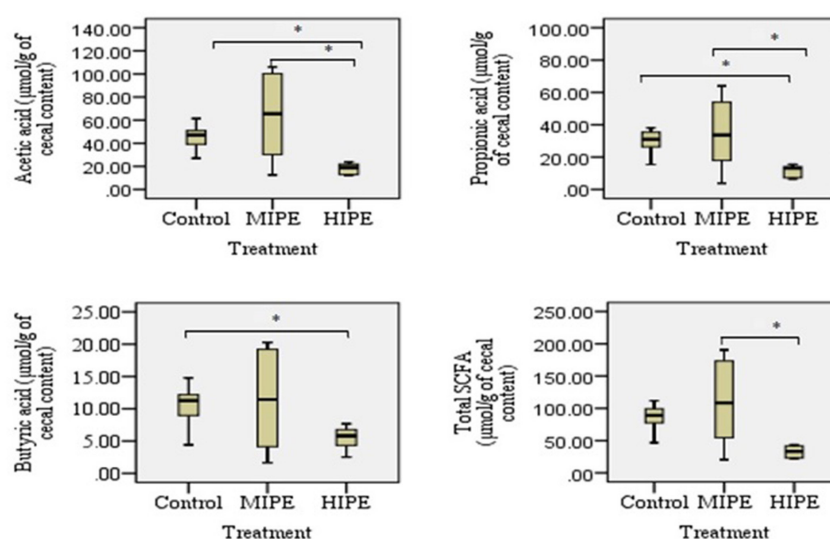 Acetic acid (µmol/g of
cecal content)
140.00
120.00
100.00
80.00
60.00
40.00
20.00
.00
*
*
Control MIPE HIPE
Treatment
Propionic acid (µmol/g
of cecal content)
100.00
80.00
60.00
40.00
20.00
.00
*
*
Control MIPE HIPE
Treatment
Butyric acid (µmol/g of
cecal content)
25.00
20.00
15.00
10.00
5.00
.00
*
Control MIPE HIPE
Treatment
Total SCFA
(µmol/g of cecal
content)
250.00
200.00
150.00
100.00
50.00
.00
*
Control MIPE HIPE
Treatment